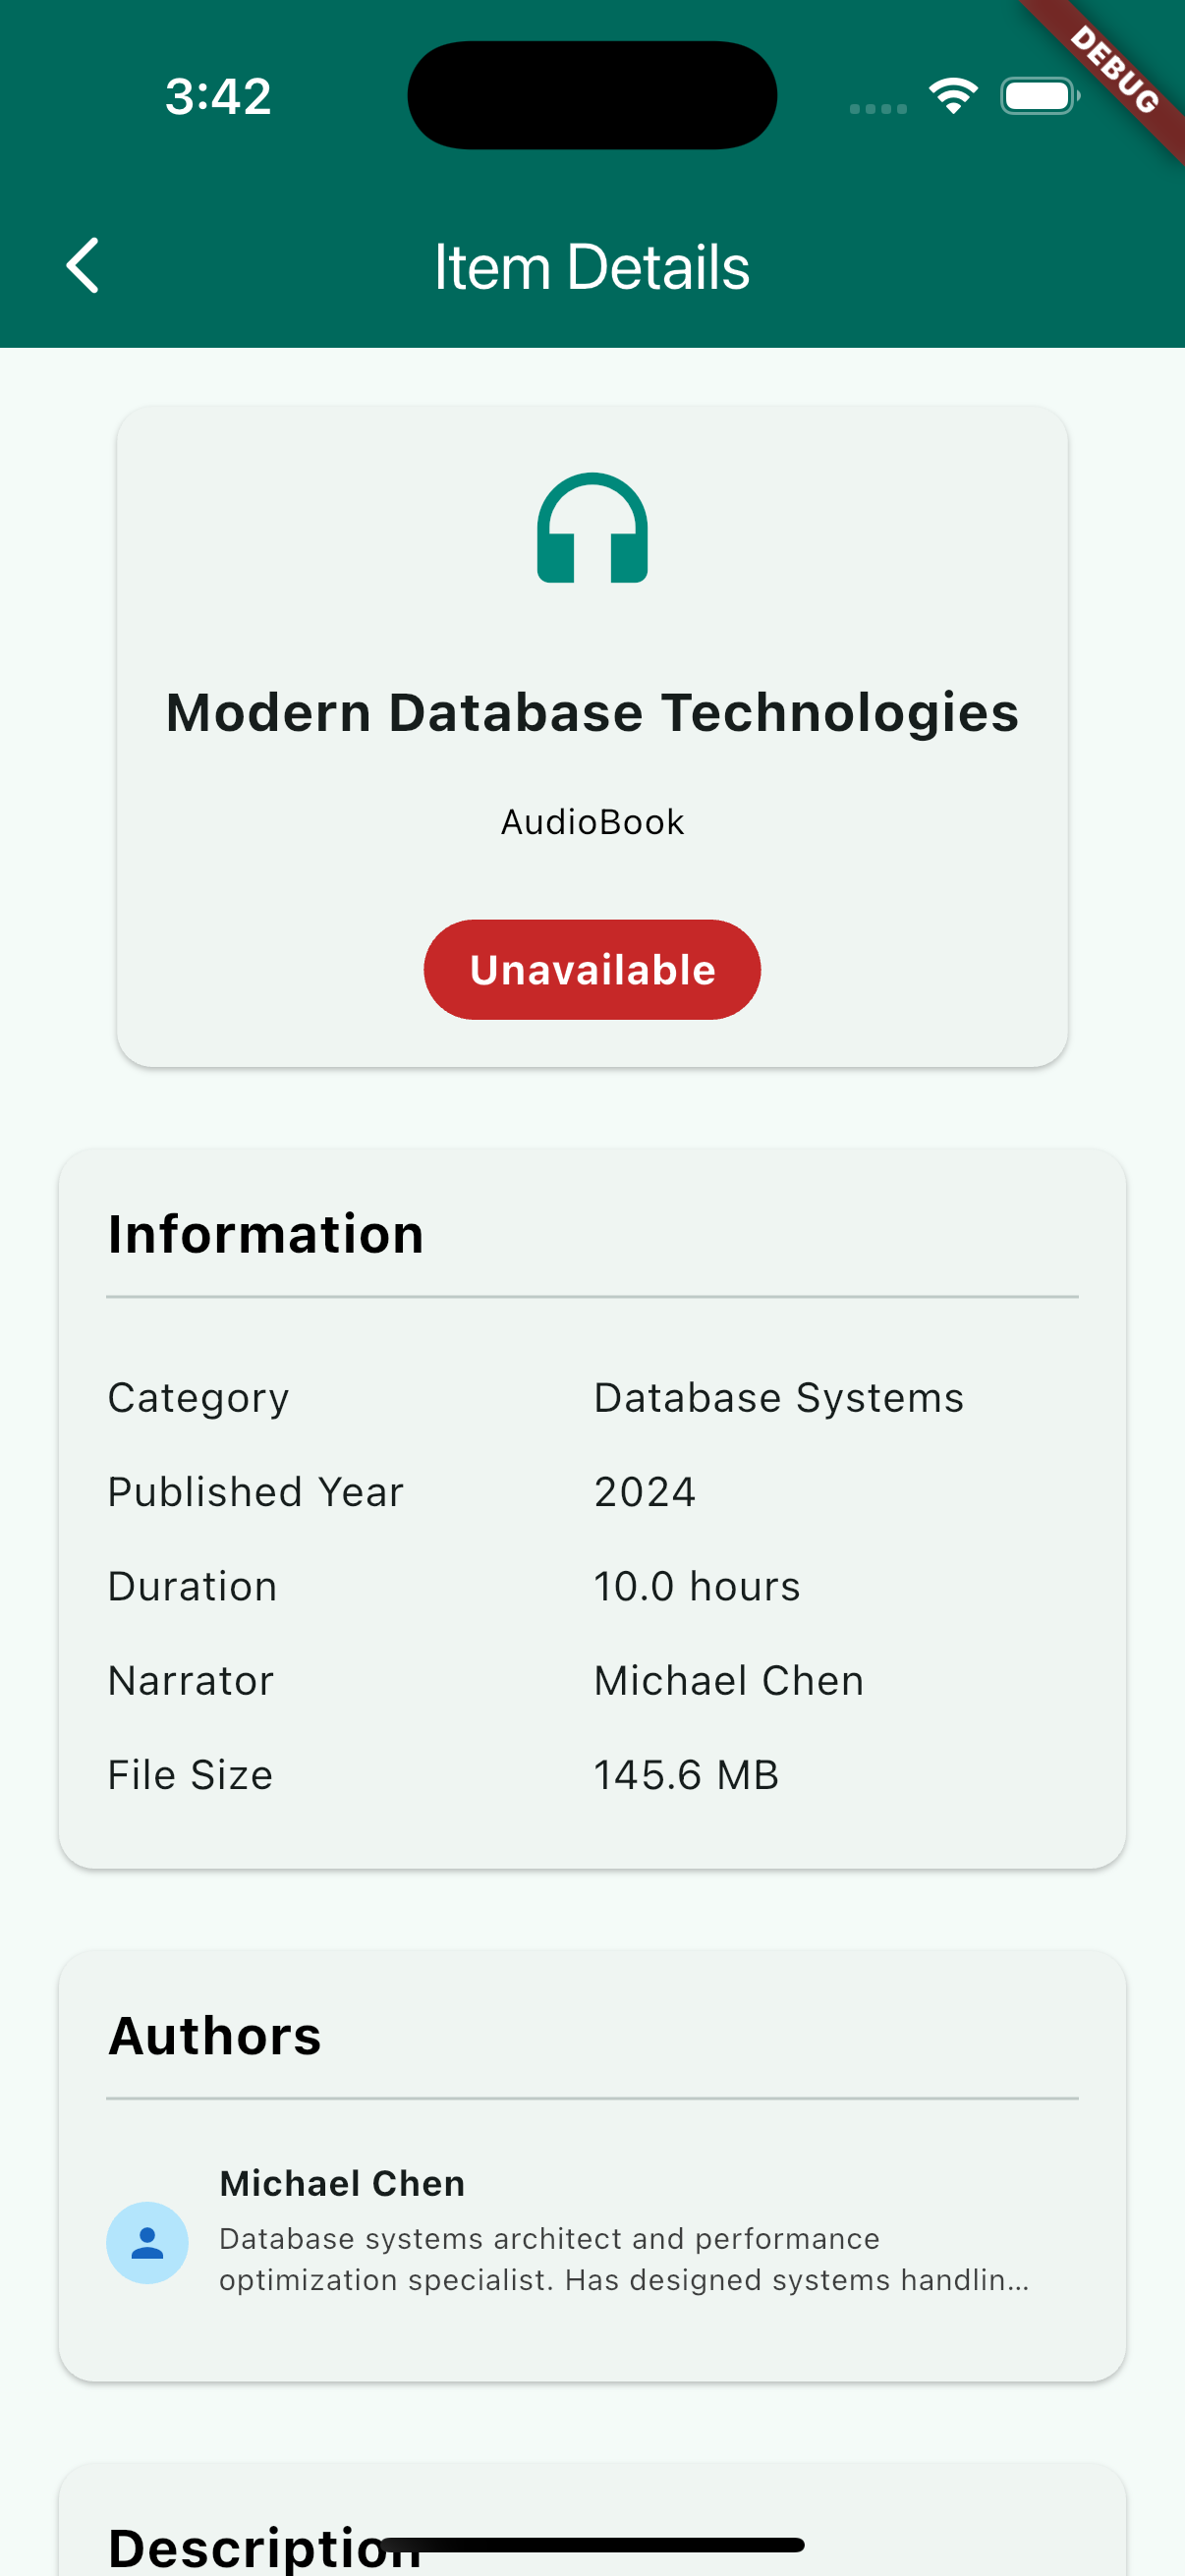 3:42
DEBUG
Item Details
Modern Database Technologies
AudioBook
Unavailable
Information
Category Database Systems
Published Year 2024
Duration 10.0 hours
Narrator Michael Chen
File Size 145.6 MB
Authors
Michael Chen
Database systems architect and performance
optimization specialist. Has designed systems handlin...
Description